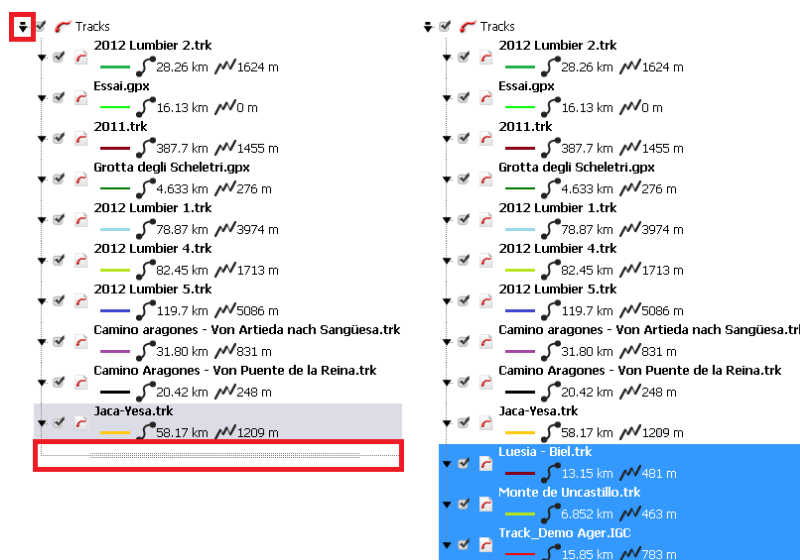 Tracks
2012 Lumbier 2.trk
28.26 km 1624 m
Essai.gpx
16.13 km 0 m
2011.trk
387.7 km 1455 m
Grotta degli Scheletri.gpx
4.633 km 276 m
2012 Lumbier 1.trk
78.87 km 3974 m
2012 Lumbier 4.trk
82.45 km 1713 m
2012 Lumbier 5.trk
119.7 km 5086 m
Camino aragones - Von Artieda nach Sangüesa.trk
31.80 km 831 m
Camino Aragones - Von Puente de la Reina.trk
20.42 km 248 m
Jaca-Yesa.trk
58.17 km 1209 m
Tracks
2012 Lumbier 2.trk
28.26 km 1624 m
Essai.gpx
16.13 km 0 m
2011.trk
387.7 km 1455 m
Grotta degli Scheletri.gpx
4.633 km 276 m
2012 Lumbier 1.trk
78.87 km 3974 m
2012 Lumbier 4.trk
82.45 km 1713 m
2012 Lumbier 5.trk
119.7 km 5086 m
Camino aragones - Von Artieda nach Sangüesa.trk
31.80 km 831 m
Camino Aragones - Von Puente de la Reina.trk
20.42 km 248 m
Jaca-Yesa.trk
58.17 km 1209 m
Luesia - Biel.trk
13.15 km 481 m
Monte de Uncastillo.trk
6.852 km 463 m
Track_Demo Ager.IGC
15.85 km 783 m